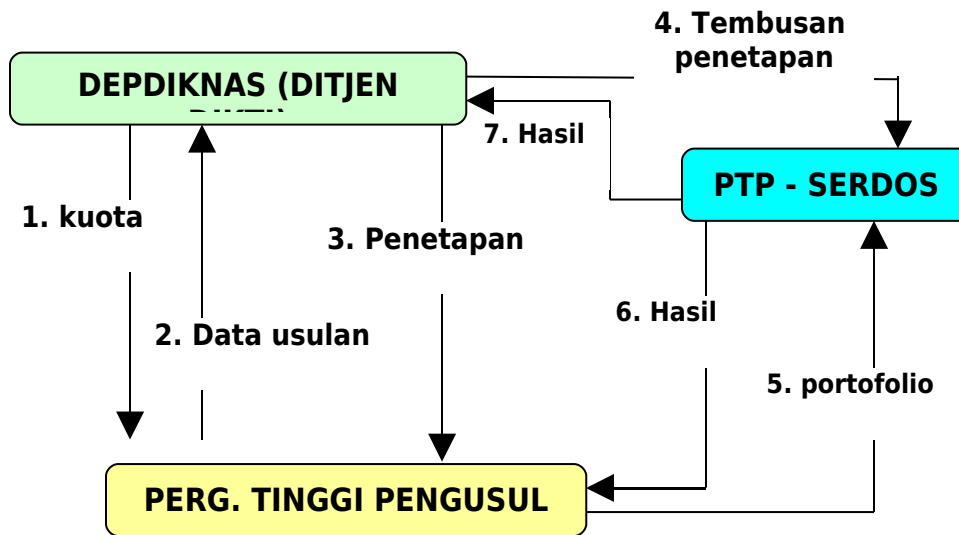 4. Tembusan
penetapan
DEPDIKNAS (DITJEN
7. Hasil
PTP - SERDOS
1. kuota
3. Penetapan
6. Hasil
2. Data usulan
5. portofolio
PERG. TINGGI PENGUSUL